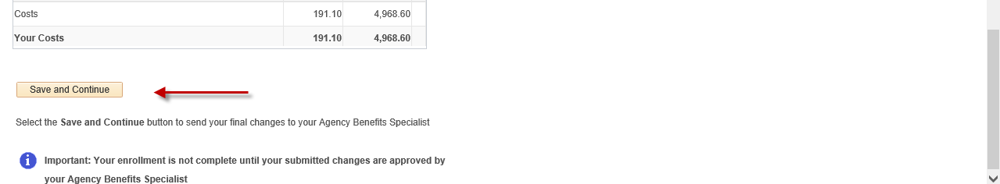 Costs 191.10 4,968.60
Your Costs 191.10 4,968.60
Save and Continue
Select the Save and Continue button to send your final changes to your Agency Benefits Specialist
Important: Your enrollment is not complete until your submitted changes are approved by
your Agency Benefits Specialist